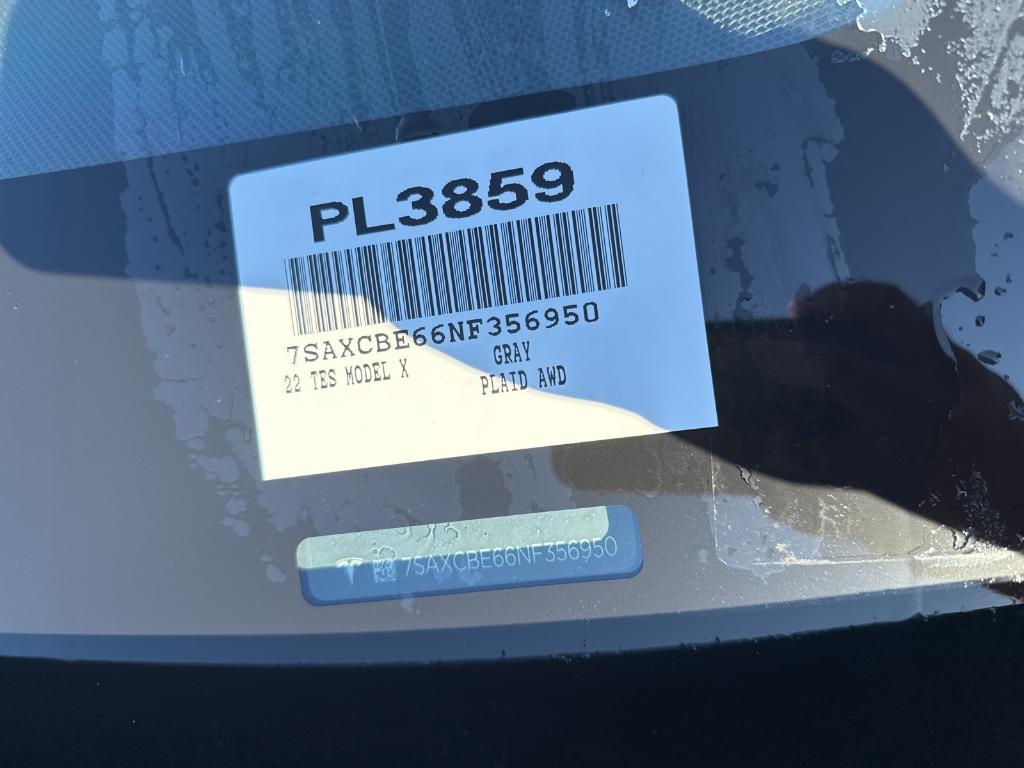 PL3859
7SAXCBE66NF356950
22 TES MODEL X GRAY
PLAID AWD
7SAXCBE66NF356950